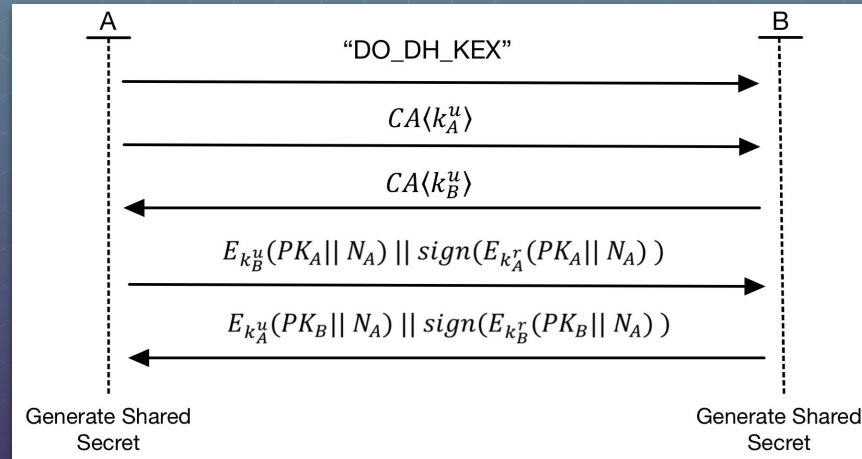 A
B
“DO_DH_KEX”
𝐶𝐴⟨𝑘_A^u⟩
𝐶𝐴⟨𝑘_B^u⟩
E_{k_B^u}(PK_A|| N_A) || sign(E_{k_A^r}(PK_A|| N_A) )
E_{k_A^u}(PK_B|| N_A) || sign(E_{k_B^r}(PK_B|| N_A) )
Generate Shared
Secret
Generate Shared
Secret